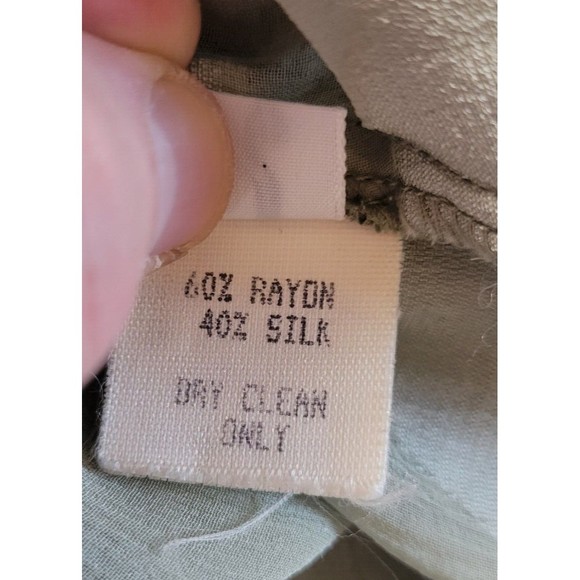 60% RAYON
40% SILK
DRY CLEAN
ONLY